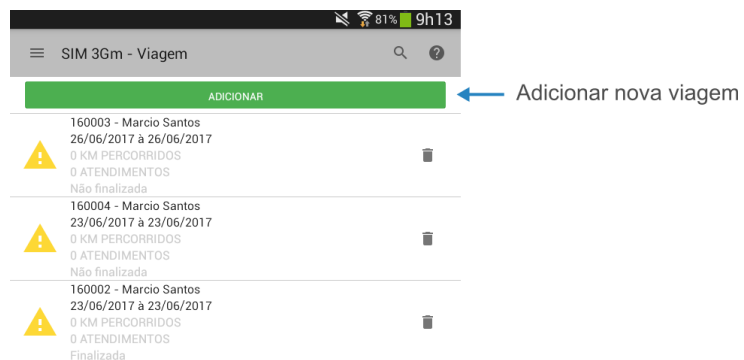 81% 9h13
SIM 3Gm - Viagem
ADICIONAR
Adicionar nova viagem
160003 - Marcio Santos
26/06/2017 à 26/06/2017
0 KM PERCORRIDOS
0 ATENDIMENTOS
Não finalizada
160004 - Marcio Santos
23/06/2017 à 23/06/2017
0 KM PERCORRIDOS
0 ATENDIMENTOS
Não finalizada
160002 - Marcio Santos
23/06/2017 à 23/06/2017
0 KM PERCORRIDOS
0 ATENDIMENTOS
Finalizada